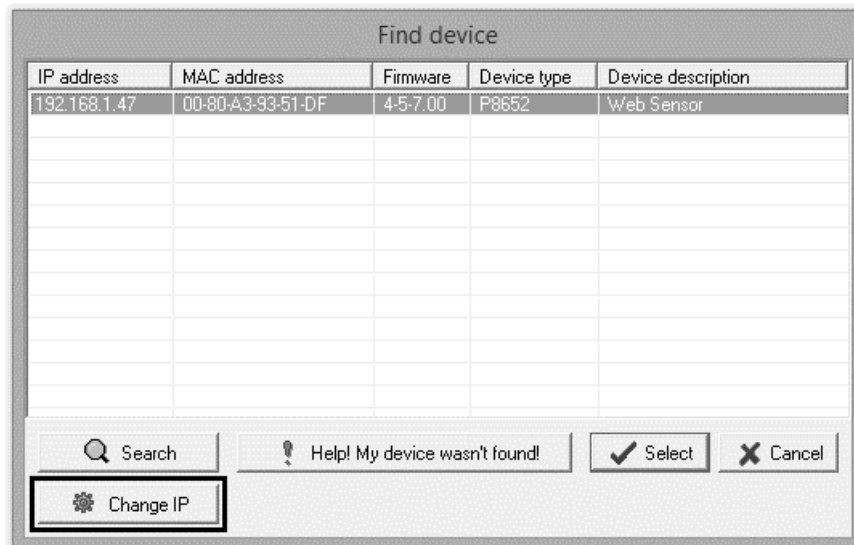 Find device
IP address MAC address Firmware Device type Device description
192.168.1.47 00-80-A3-93-51-DF 4-5-7.00 P8652 Web Sensor
Search Help! My device wasn't found! Select Cancel
Change IP